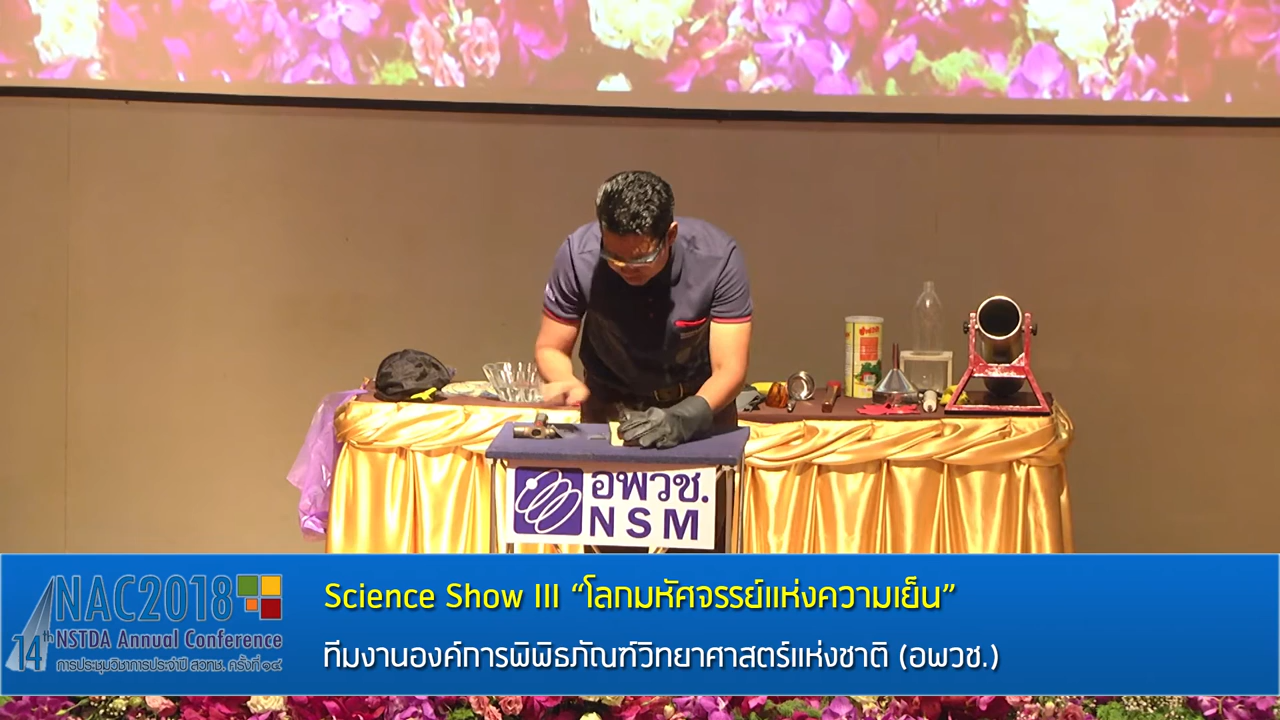 อพวช.
NSM
NAC2018
14th NSTDA Annual Conference
การประชุมวิชาการประจำปี สวทช. ครั้งที่ ๑๔
Science Show III “โลกมหัศจรรย์แห่งความเย็น”
ทีมงานองค์การพิพิธภัณฑ์วิทยาศาสตร์แห่งชาติ (อพวช.)